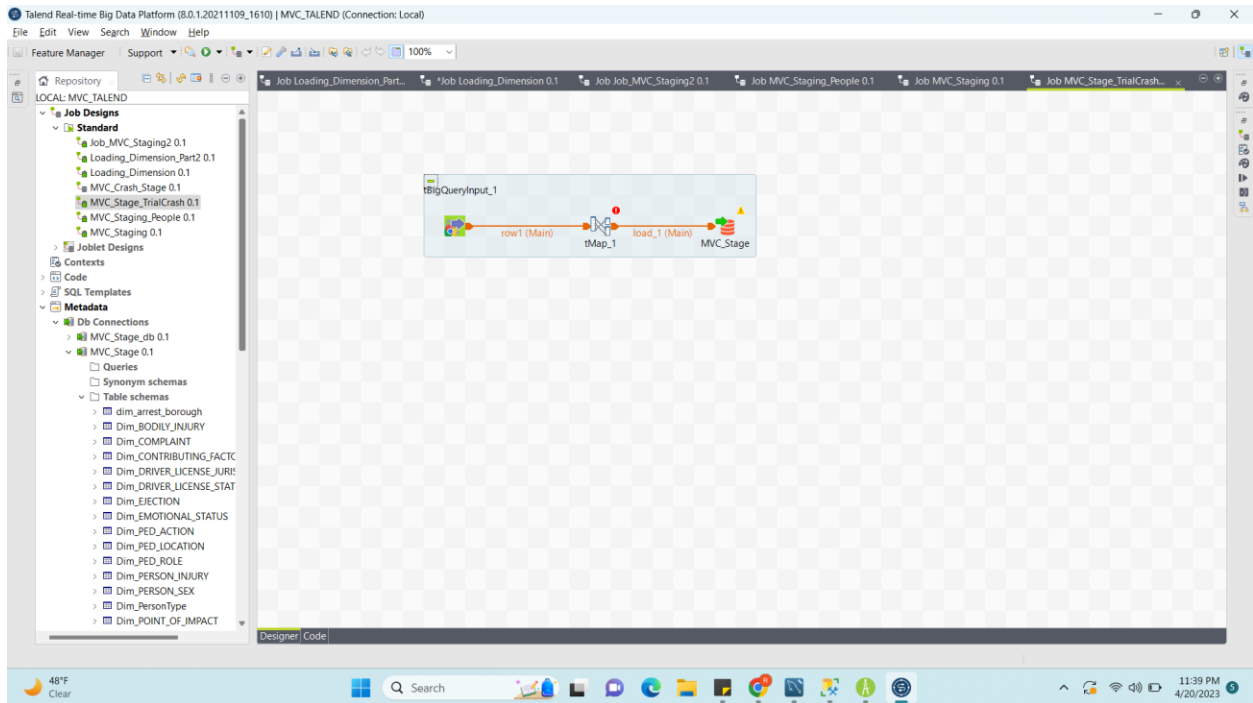 Talend Real-time Big Data Platform (8.0.1.20211109_1610) | MVC_TALEND (Connection: Local)
File Edit View Search Window Help
Feature Manager Support 100%
Repository
LOCAL: MVC_TALEND
Job Designs
Standard
Job_MVC_Staging2 0.1
Loading_Dimension_Part2 0.1
Loading_Dimension 0.1
MVC_Crash_Stage 0.1
MVC_Stage_TrialCrash 0.1
MVC_Staging_People 0.1
MVC_Staging 0.1
Joblet Designs
Contexts
Code
SQL Templates
Metadata
Db Connections
MVC_Stage_db 0.1
MVC_Stage 0.1
Queries
Synonym schemas
Table schemas
dim_arrest_borough
Dim_BODILY_INJURY
Dim_COMPLAINT
Dim_CONTRIBUTING_FACTO
Dim_DRIVER_LICENSE_JURIS
Dim_DRIVER_LICENSE_STAT
Dim_EJECTION
Dim_EMOTIONAL_STATUS
Dim_PED_ACTION
Dim_PED_LOCATION
Dim_PED_ROLE
Dim_PERSON_INJURY
Dim_PERSON_SEX
Dim_PersonType
Dim_POINT_OF_IMPACT
Job Loading_Dimension_Part... *Job Loading_Dimension 0.1 Job Job_MVC_Staging2 0.1 Job MVC_Staging_People 0.1 Job MVC_Staging 0.1 Job MVC_Stage_TrialCrash...
tBigQueryInput_1
row1 (Main) load_1 (Main)
tMap_1 MVC_Stage
Designer Code
48°F
Clear
Search
11:39 PM
4/20/2023
5